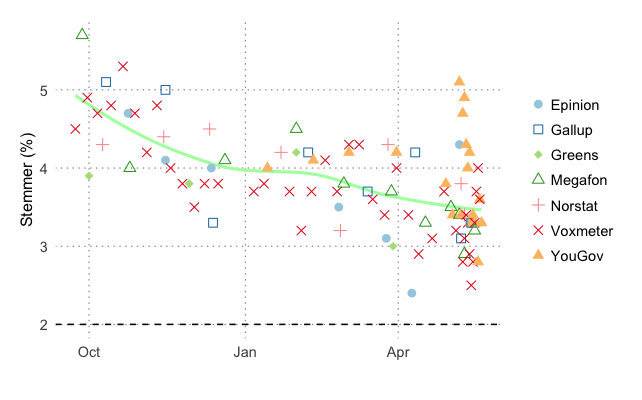 Stemmer (%)
5
4
3
2
Oct
Jan
Apr
Epinion
Gallup
Greens
Megafon
Norstat
Voxmeter
YouGov